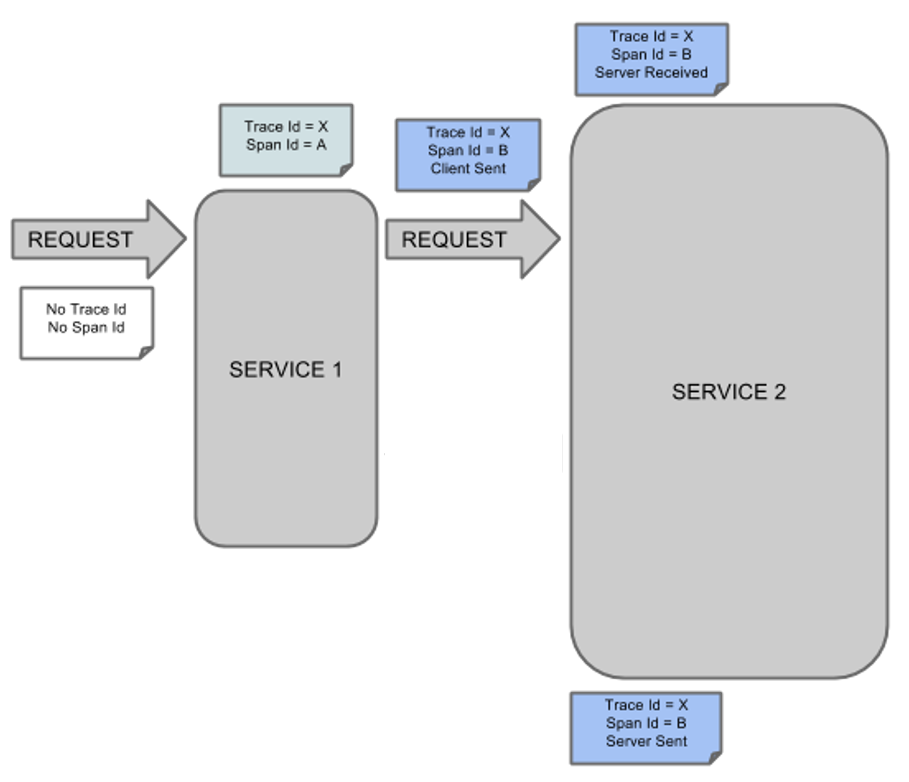 Trace Id = X
Span Id = B
Server Received
Trace Id = X
Span Id = A
Trace Id = X
Span Id = B
Client Sent
REQUEST
REQUEST
No Trace Id
No Span Id
SERVICE 1
SERVICE 2
Trace Id = X
Span Id = B
Server Sent